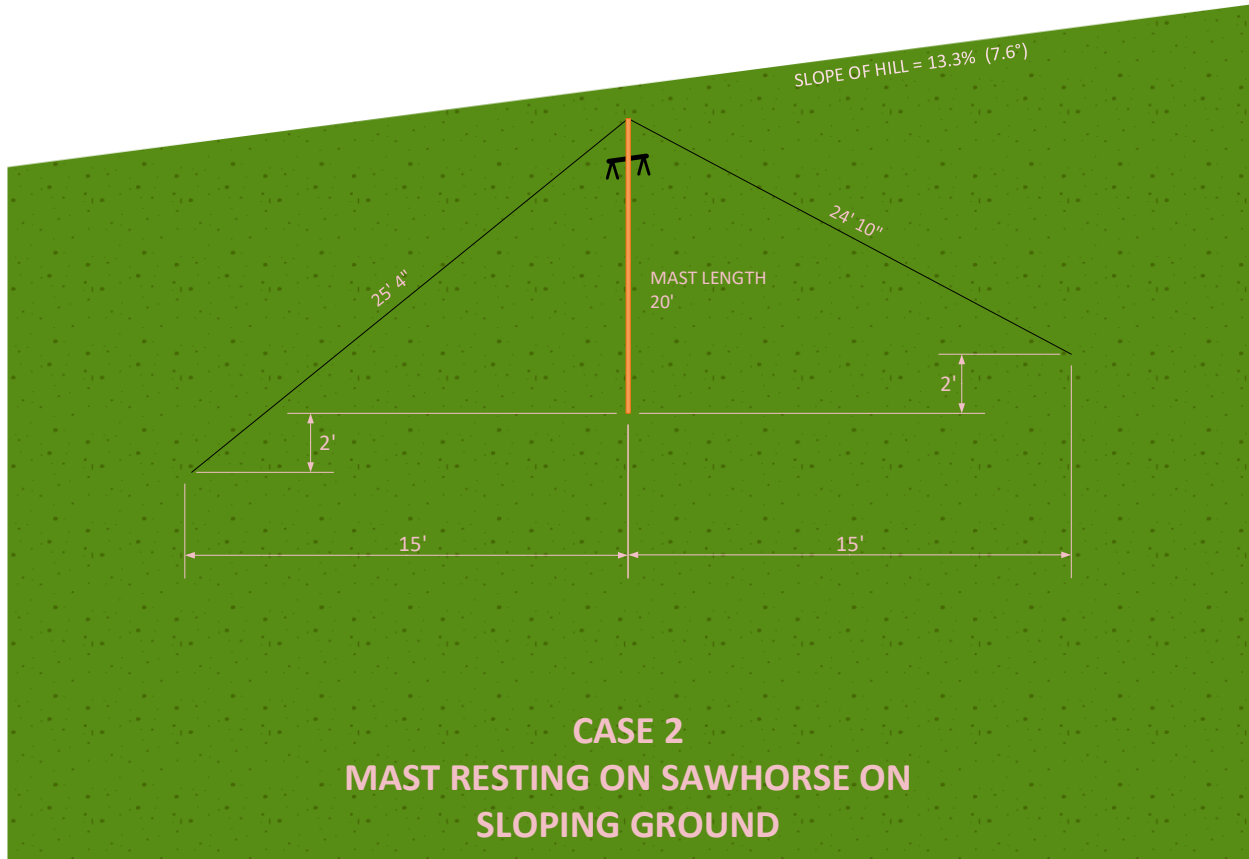 SLOPE OF HILL = 13.3% (7.6°)
24' 10"
25' 4"
MAST LENGTH
20'
2'
2'
15'
15'
CASE 2
MAST RESTING ON SAWHORSE ON
SLOPING GROUND